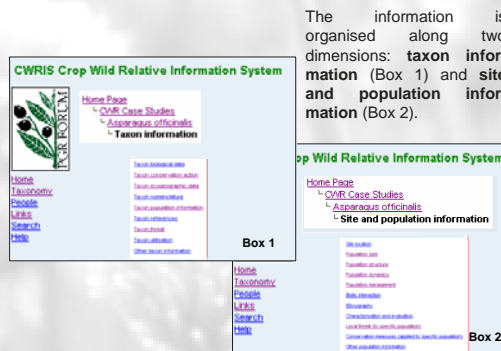 The information is
organised along two
dimensions: taxon infor
mation (Box 1) and site
and population infor
mation (Box 2).
CWRIS Crop Wild Relative Information System
PGR FORUM
Home Page
CWR Case Studies
Asparagus officinalis
Taxon information
Home
Taxonomy
People
Links
Search
Help
Taxon biological data
Taxon conservation action
Taxon ecogeographic data
Taxon nomenclature
Taxon population information
Taxon references
Taxon threat
Taxon utilisation
Other taxon information
Box 1
op Wild Relative Information System
Home Page
CWR Case Studies
Asparagus officinalis
Site and population information
Home
Taxonomy
People
Links
Search
Help
Site location
Population size
Population structure
Population dynamics
Population management
Biotic interaction
Ethnography
Characterisation and evaluation
Local threat (to specific population)
Conservation measures (applied to specific population)
Other population information
Box 2